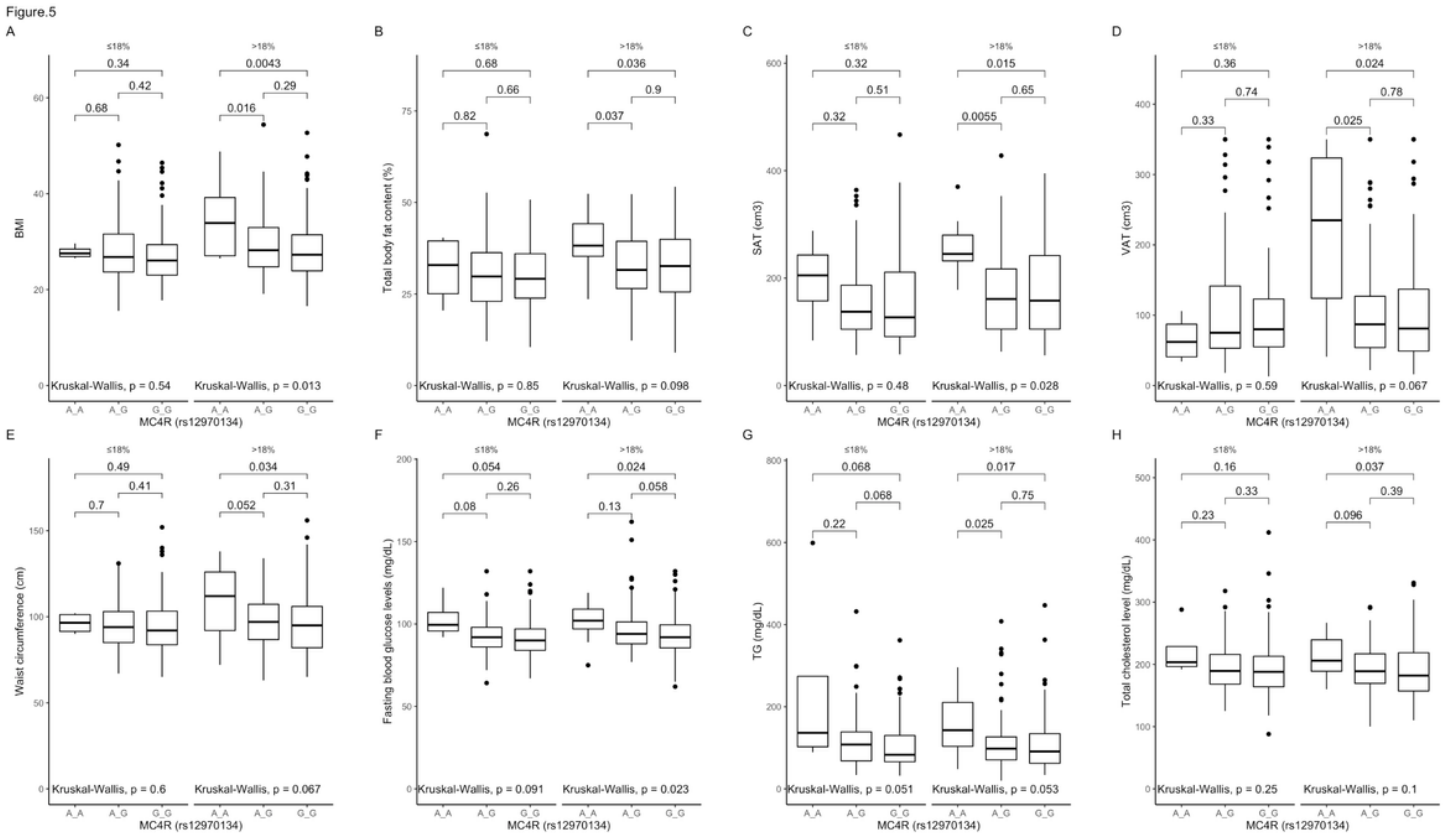 Figure.5
A
≤18% >18%
0.34 0.0043
0.42 0.29
0.68 0.016
60
40
20
0
BMI
Kruskal-Wallis, p = 0.54 Kruskal-Wallis, p = 0.013
A_A A_G G_G A_A A_G G_G
MC4R (rs12970134)
B
≤18% >18%
0.68 0.036
0.66 0.9
0.82 0.037
75
50
25
0
Total body fat content (%)
Kruskal-Wallis, p = 0.85 Kruskal-Wallis, p = 0.098
A_A A_G G_G A_A A_G G_G
MC4R (rs12970134)
C
≤18% >18%
0.32 0.015
0.51 0.65
0.32 0.0055
600
400
200
0
SAT (cm3)
Kruskal-Wallis, p = 0.48 Kruskal-Wallis, p = 0.028
A_A A_G G_G A_A A_G G_G
MC4R (rs12970134)
D
≤18% >18%
0.36 0.024
0.74 0.78
0.33 0.025
400
300
200
100
0
VAT (cm3)
Kruskal-Wallis, p = 0.59 Kruskal-Wallis, p = 0.067
A_A A_G G_G A_A A_G G_G
MC4R (rs12970134)
E
≤18% >18%
0.49 0.034
0.41 0.31
0.7 0.052
150
100
50
0
Waist circumference (cm)
Kruskal-Wallis, p = 0.6 Kruskal-Wallis, p = 0.067
A_A A_G G_G A_A A_G G_G
MC4R (rs12970134)
F
≤18% >18%
0.054 0.024
0.26 0.058
0.08 0.13
200
150
100
50
0
Fasting blood glucose levels (mg/dL)
Kruskal-Wallis, p = 0.091 Kruskal-Wallis, p = 0.023
A_A A_G G_G A_A A_G G_G
MC4R (rs12970134)
G
≤18% >18%
0.068 0.017
0.068 0.75
0.22 0.025
800
600
400
200
0
TG (mg/dL)
Kruskal-Wallis, p = 0.051 Kruskal-Wallis, p = 0.053
A_A A_G G_G A_A A_G G_G
MC4R (rs12970134)
H
≤18% >18%
0.16 0.037
0.33 0.39
0.23 0.096
500
400
300
200
100
0
Total cholesterol level (mg/dL)
Kruskal-Wallis, p = 0.25 Kruskal-Wallis, p = 0.1
A_A A_G G_G A_A A_G G_G
MC4R (rs12970134)